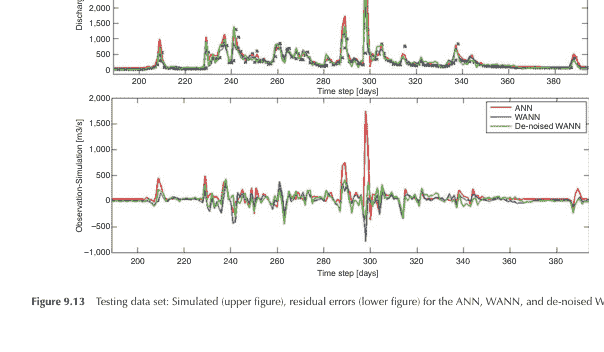 Discharg
2,000
1,500
1,000
500
0
200 220 240 260 280 300 320 340 360 380
Time step [days]
2,000
1,500
1,000
500
0
−500
−1,000
Observation-Simulation [m3/s]
ANN
WANN
De-noised WANN
200 220 240 260 280 300 320 340 360 380
Time step [days]
Figure 9.13 Testing data set: Simulated (upper figure), residual errors (lower figure) for the ANN, WANN, and de-noised W